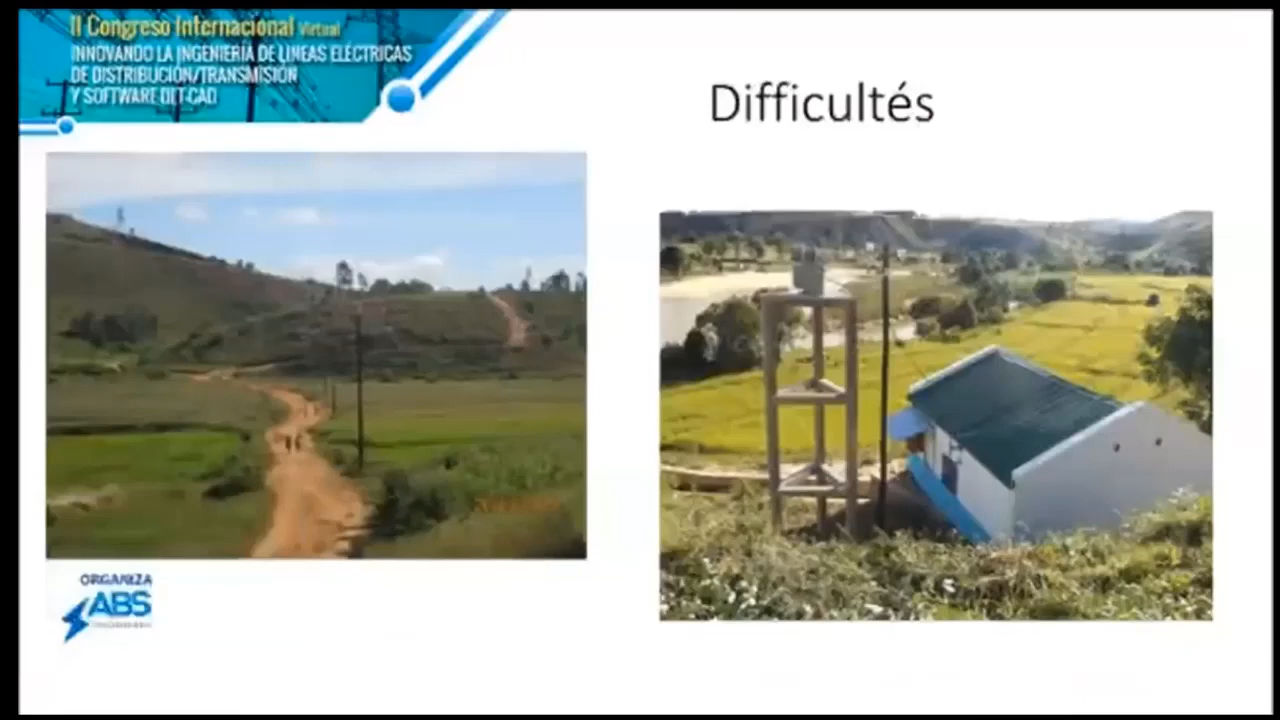 II Congreso Internacional Virtual
INNOVANDO LA INGENIERÍA DE LÍNEAS ELÉCTRICAS
DE DISTRIBUCIÓN/TRANSMISIÓN
Y SOFTWARE DLT-CAD
Difficultés
ORGANIZA
ABS